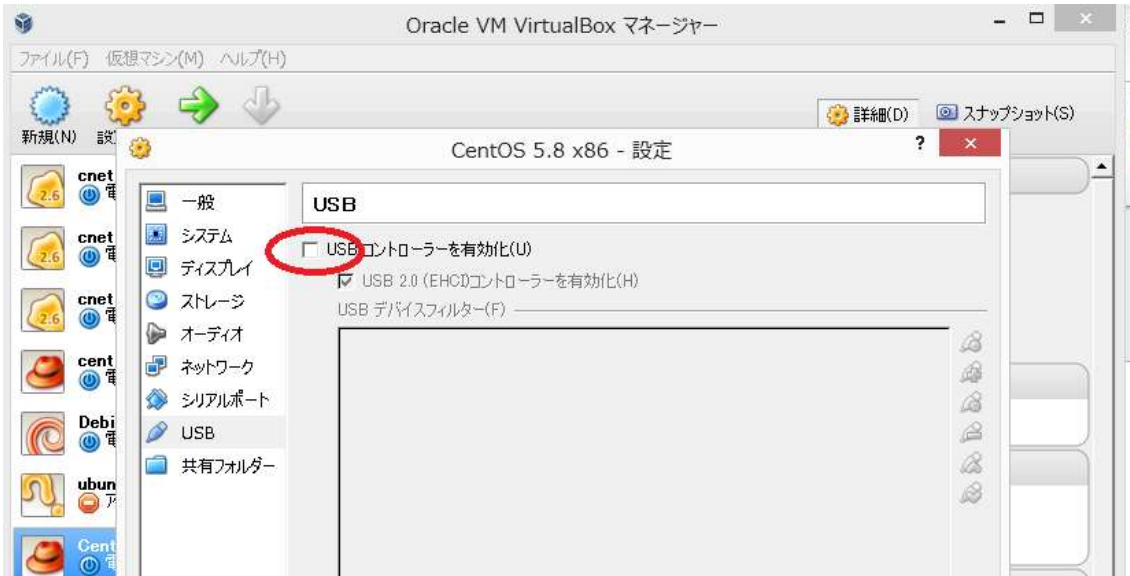 Oracle VM VirtualBox マネージャー
ファイル(F) 仮想マシン(M) ヘルプ(H)
新規(N)
詳細(D) スナップショット(S)
CentOS 5.8 x86 - 設定
?
cnet
2.6
cnet
2.6
cnet
2.6
cent
Debi
ubun
Cent
一般
システム
ディスプレイ
ストレージ
オーディオ
ネットワーク
シリアルポート
USB
共有フォルダー
USB
USB コントローラーを有効化(U)
USB 2.0 (EHCI)コントローラーを有効化(H)
USB デバイスフィルター(F)